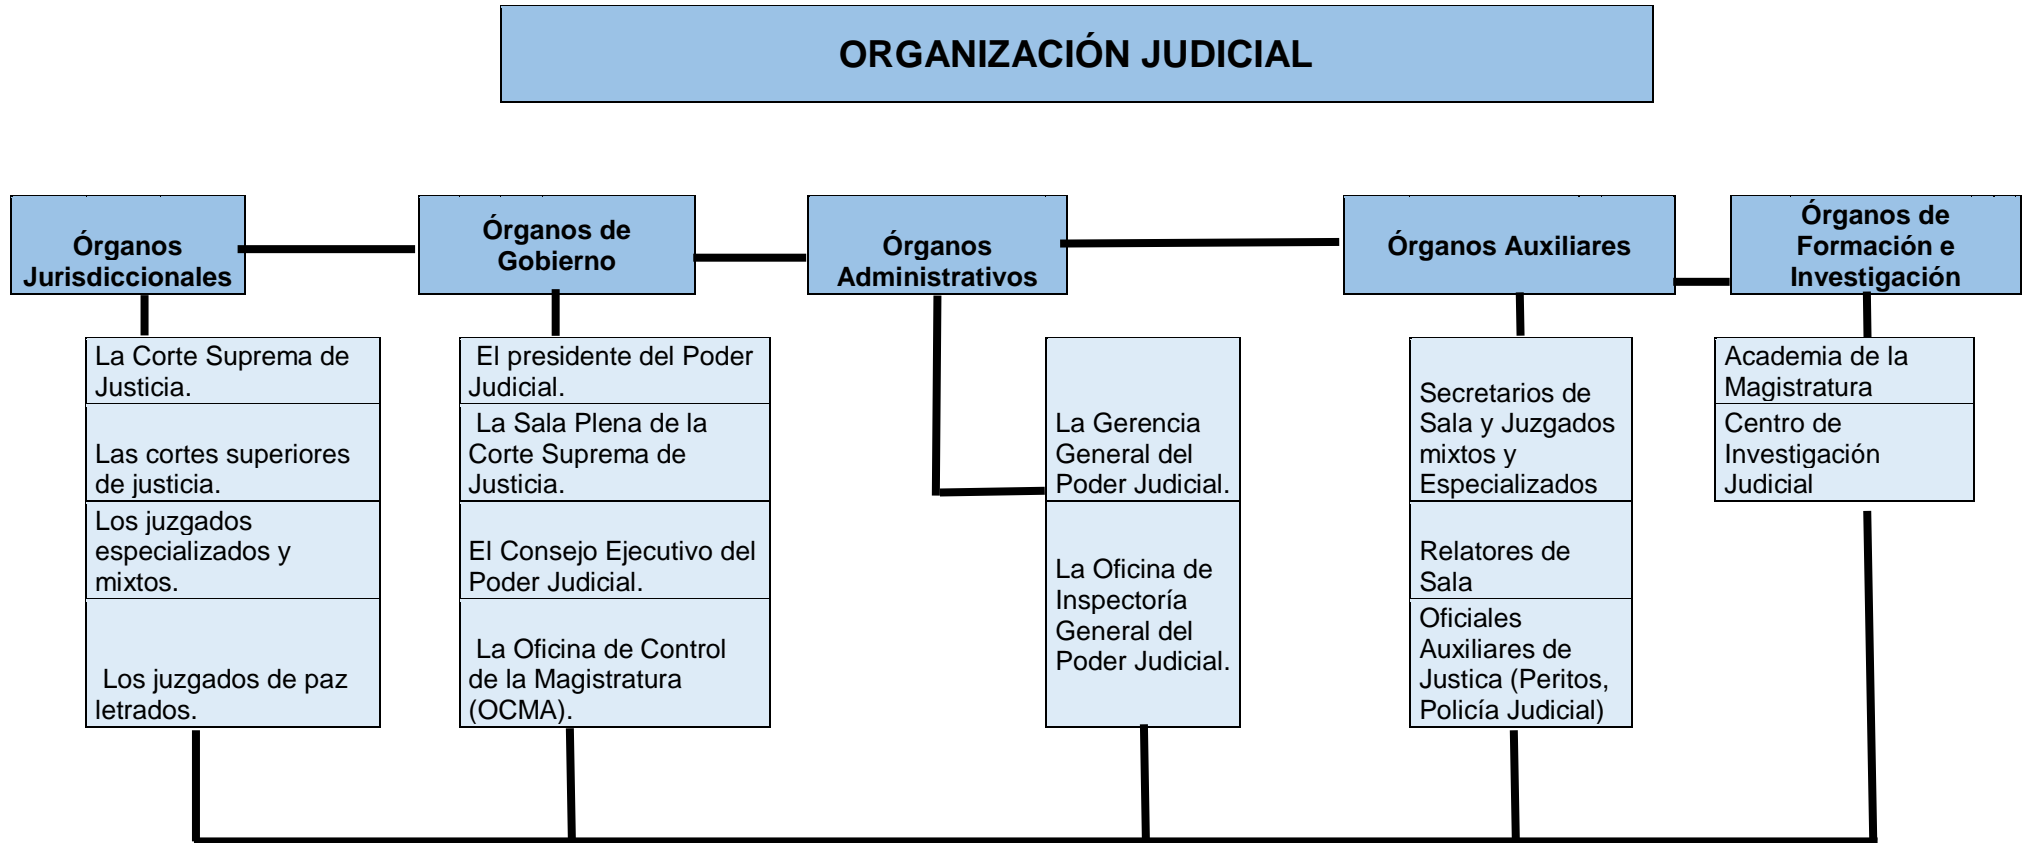 ORGANIZACIÓN JUDICIAL
Órganos
Jurisdiccionales
Órganos de
Gobierno
Órganos
Administrativos
Órganos Auxiliares
Órganos de
Formación e
Investigación
La Corte Suprema de
Justicia.
Las cortes superiores
de justicia.
Los juzgados
especializados y
mixtos.
Los juzgados de paz
letrados.
El presidente del Poder
Judicial.
La Sala Plena de la
Corte Suprema de
Justicia.
El Consejo Ejecutivo del
Poder Judicial.
La Oficina de Control
de la Magistratura
(OCMA).
La Gerencia
General del
Poder Judicial.
La Oficina de
Inspectoría
General del
Poder Judicial.
Secretarios de
Sala y Juzgados
mixtos y
Especializados
Relatores de
Sala
Oficiales
Auxiliares de
Justica (Peritos,
Policía Judicial)
Academia de la
Magistratura
Centro de
Investigación
Judicial